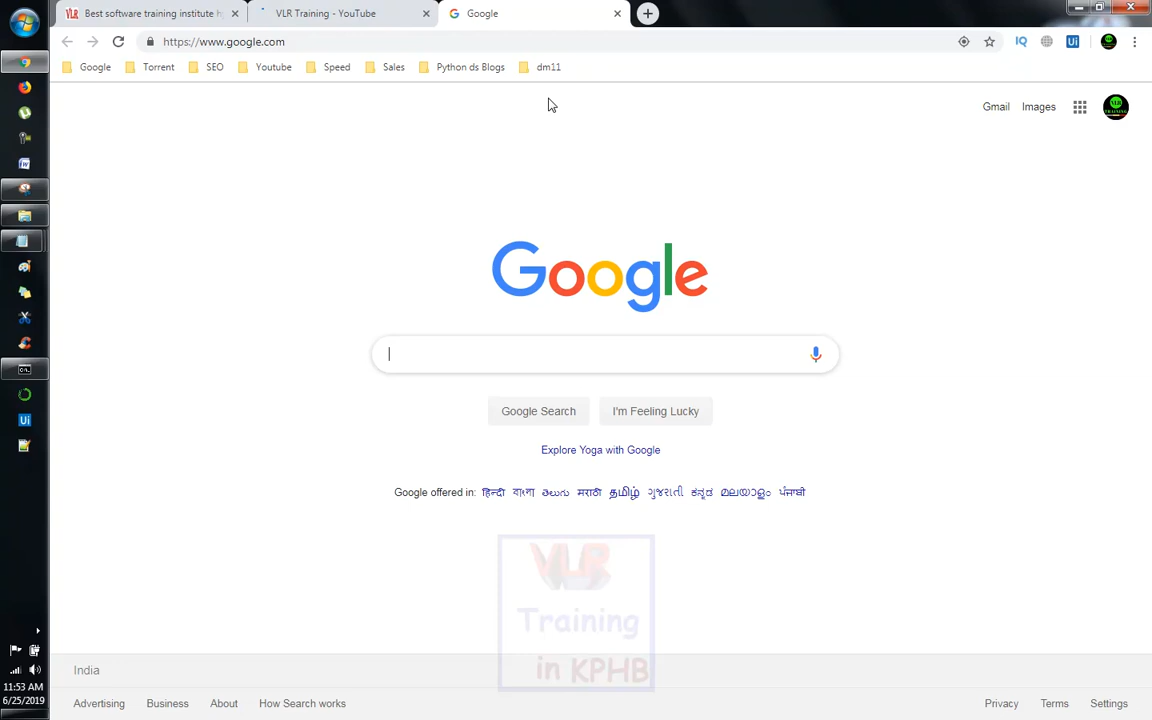 Best software training institute h
VLR Training - YouTube
Google
https://www.google.com
IQ
Ui
Google
Torrent
SEO
Youtube
Speed
Sales
Python ds Blogs
dm11
Gmail
Images
Google
Google Search
I'm Feeling Lucky
Explore Yoga with Google
Google offered in: हिन्दी বাংলা తెలుగు मराठी தமிழ் ગુજરાતી ಕನ್ನಡ മലയാളം ਪੰਜਾਬੀ
VLR
Training
in KPHB
Ui
11:53 AM
6/25/2019
India
Advertising
Business
About
How Search works
Privacy
Terms
Settings